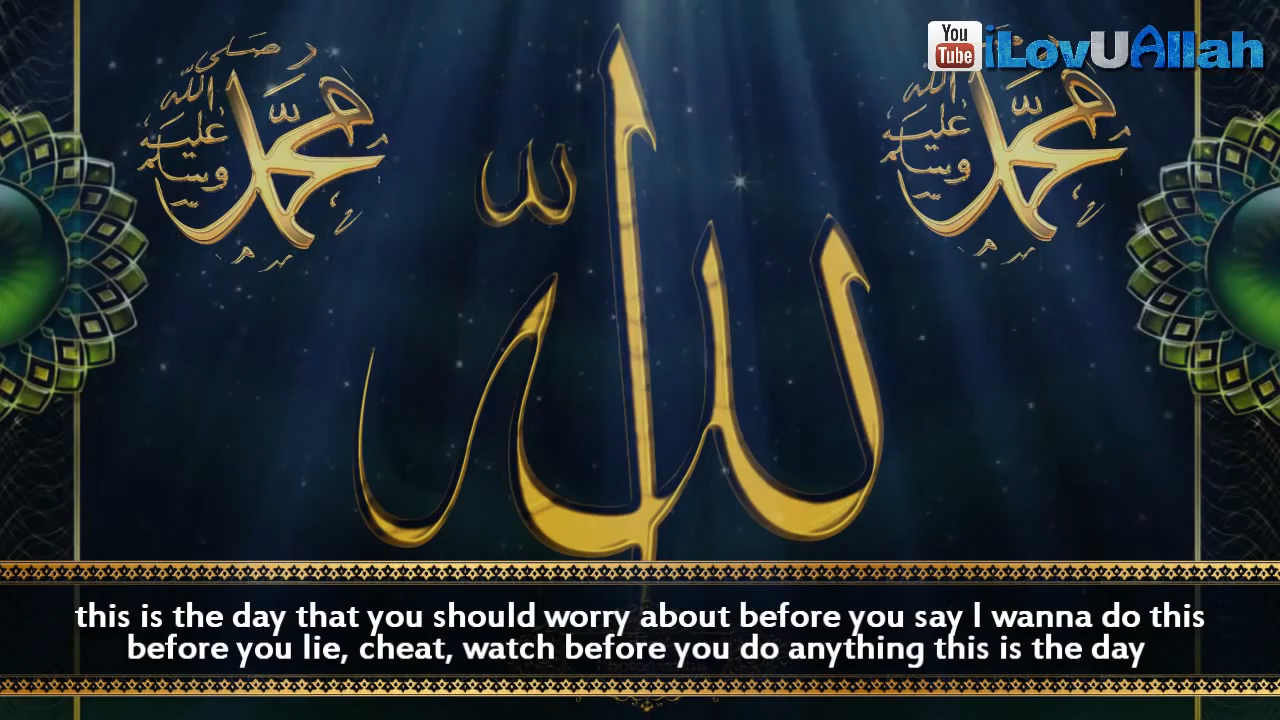 صلى الله عليه وسلم
محمد
You
Tube
iLovUAllah
صلى الله عليه وسلم
محمد
الله
this is the day that you should worry about before you say I wanna do this
before you lie, cheat, watch before you do anything this is the day